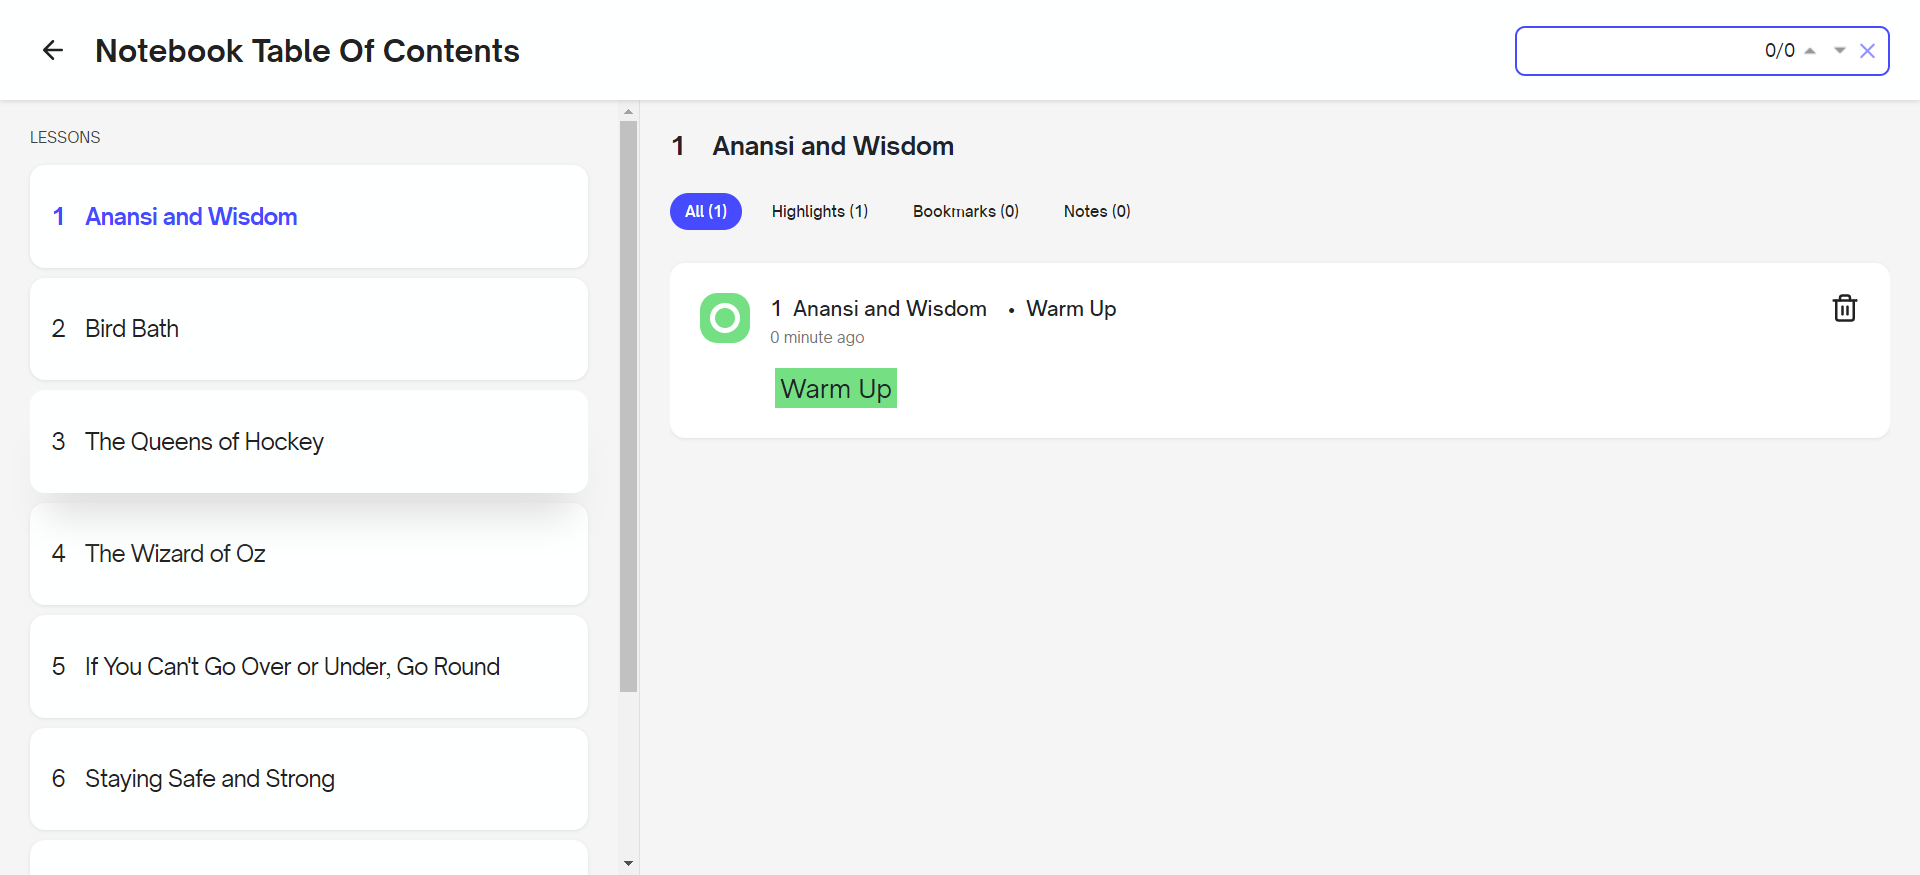 Notebook Table Of Contents
0/0
LESSONS
1 Anansi and Wisdom
2 Bird Bath
3 The Queens of Hockey
4 The Wizard of Oz
5 If You Can't Go Over or Under, Go Round
6 Staying Safe and Strong
1 Anansi and Wisdom
All (1) Highlights (1) Bookmarks (0) Notes (0)
1 Anansi and Wisdom • Warm Up
0 minute ago
Warm Up